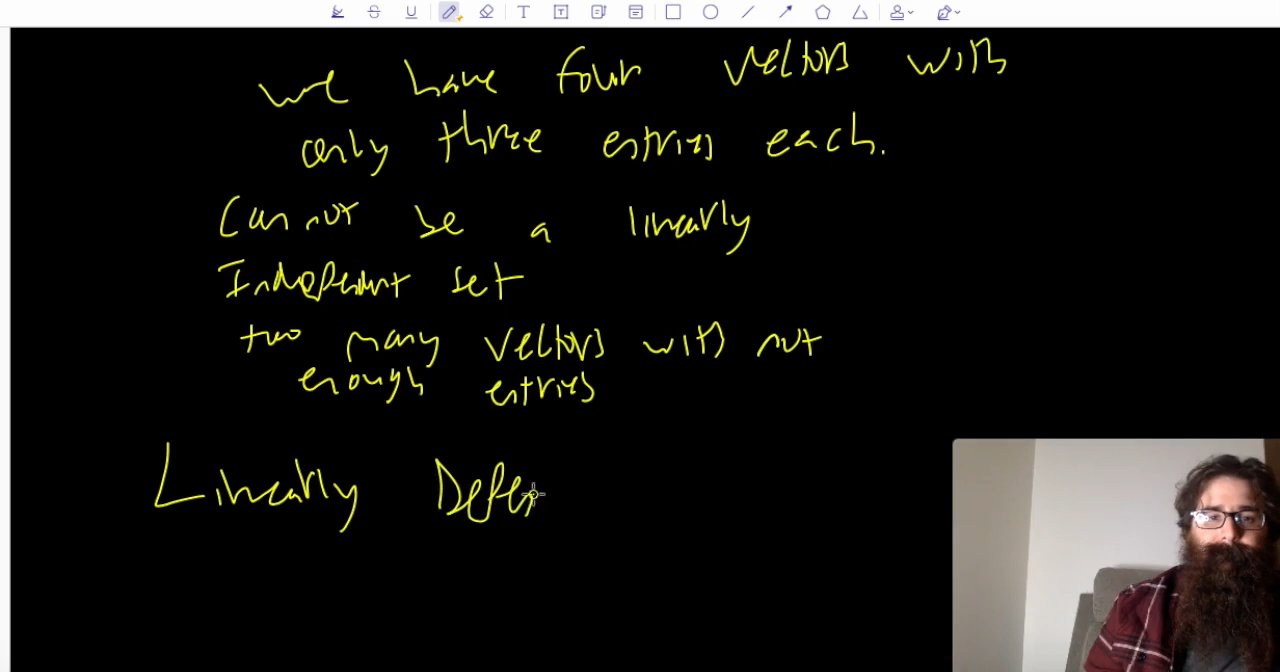 we have four vectors with
only three entries each.
Cannot be a linearly
Independent set
two many vectors with not
enough entries
Linearly Depen